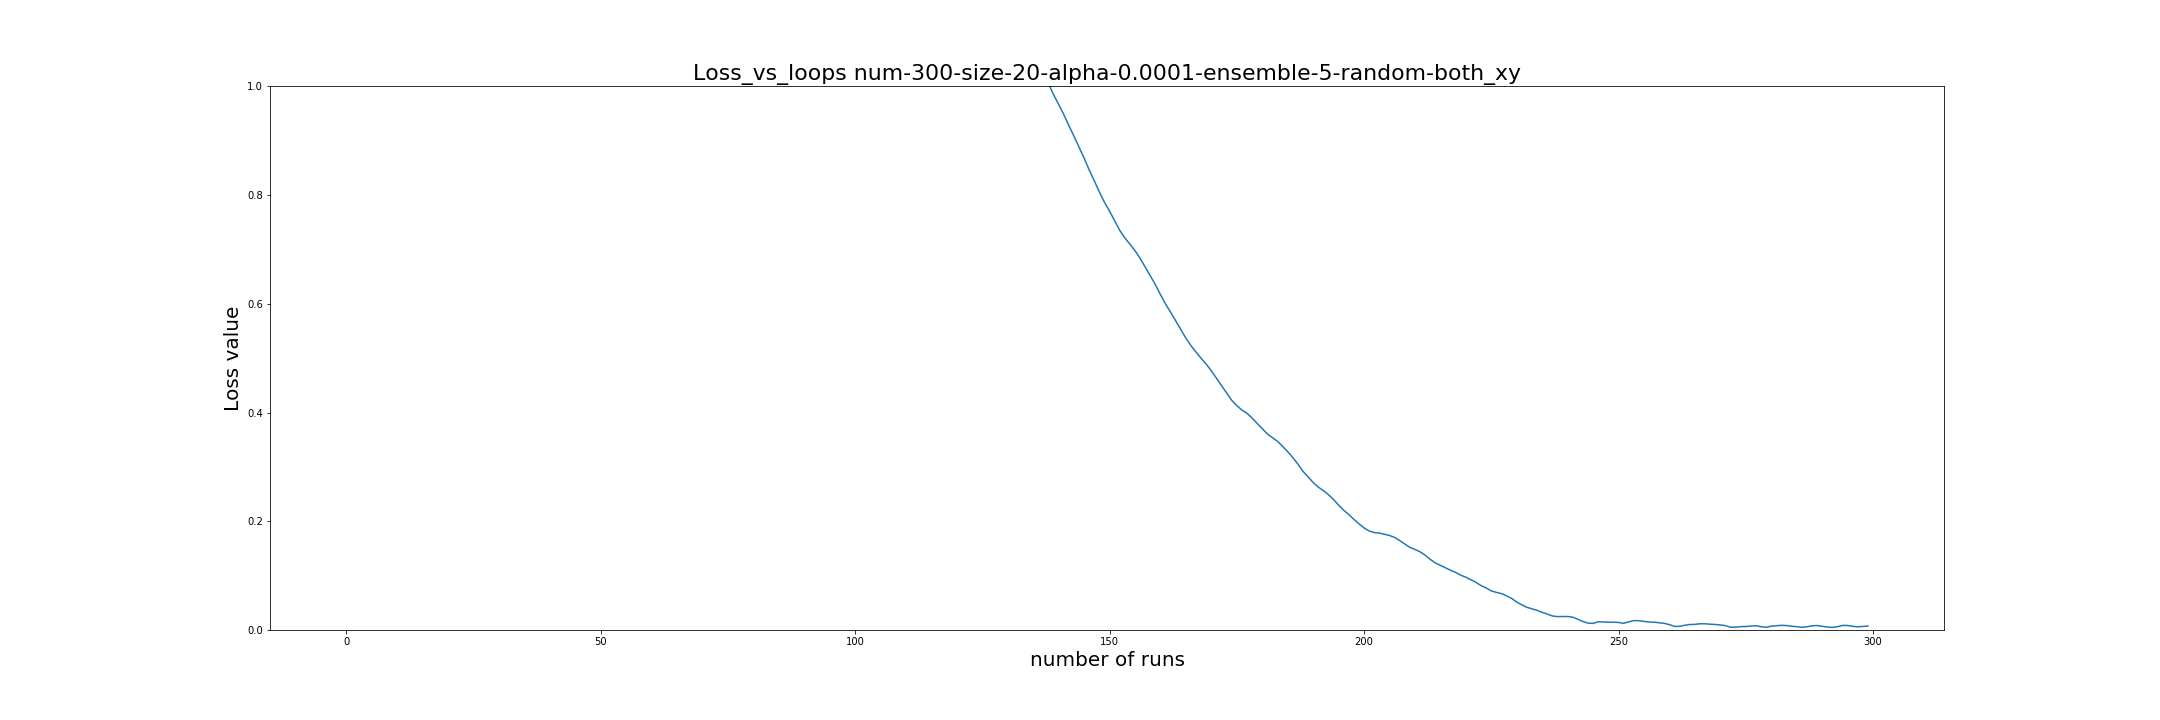 Loss_vs_loops num-300-size-20-alpha-0.0001-ensemble-5-random-both_xy
1.0
0.8
0.6
0.4
0.2
0.0
Loss value
0 50 100 150 200 250 300
number of runs